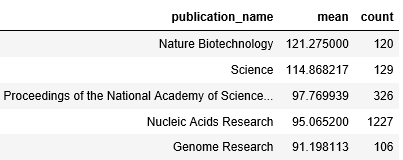 publication_name mean count
Nature Biotechnology 121.275000 120
Science 114.868217 129
Proceedings of the National Academy of Science... 97.769939 326
Nucleic Acids Research 95.065200 1227
Genome Research 91.198113 106